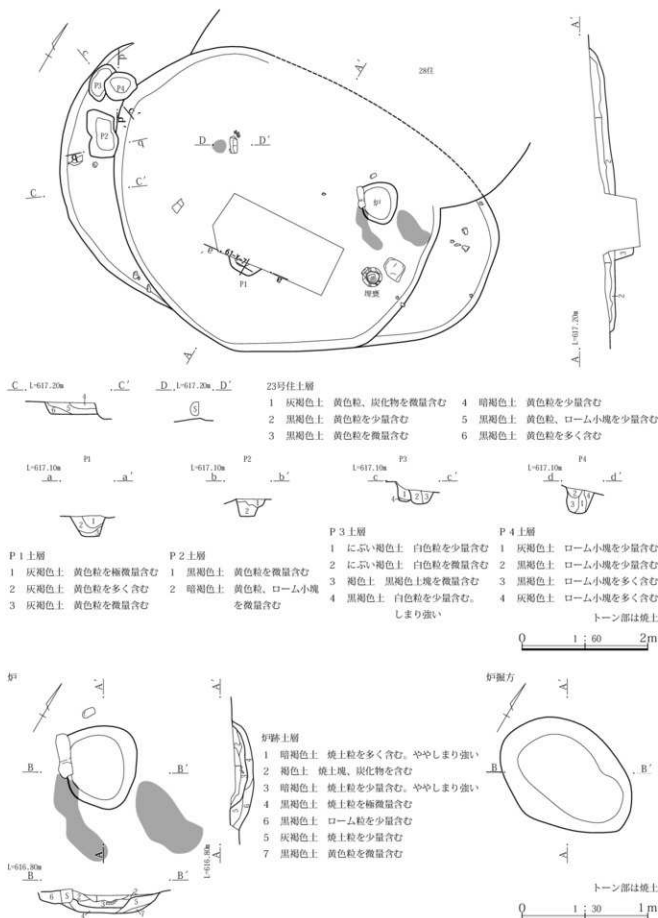 A'
28住
P3
P4
P2
A'
D D'
C C'
炉
P1
埋甕
A
A L=617.20m
C L=617.20m C' D L=617.20m D'
23号住土層
1 灰褐色土 黄色粒、炭化物を微量含む
2 黒褐色土 黄色粒を少量含む
3 黒褐色土 黄色粒を微量含む
4 暗褐色土 黄色粒を少量含む
5 黒褐色土 黄色粒、ローム小塊を少量含む
6 黒褐色土 黄色粒を多く含む
P1 L=617.10m a a'
P2 L=617.10m b b'
P3 L=617.10m c c'
P4 L=617.10m d d'
P1土層
1 灰褐色土 黄色粒を極微量含む
2 灰褐色土 黄色粒を多く含む
3 灰褐色土 黄色粒を微量含む
P2土層
1 黒褐色土 黄色粒を微量含む
2 暗褐色土 黄色粒、ローム小塊
を微量含む
P3土層
1 にぶい褐色土 白色粒を少量含む
2 にぶい褐色土 白色粒を微量含む
3 褐色土 黒褐色土塊を微量含む
4 黒褐色土 白色粒を少量含む。
しまり強い
P4土層
1 灰褐色土 ローム小塊を少量含む
2 黒褐色土 ローム小塊を少量含む
3 黒褐色土 ローム小塊を多く含む
4 灰褐色土 ローム小塊を多く含む
トーン部は焼土
0 1:60 2m
炉
A'
B B'
A
A'
A L=616.80m
炉跡土層
1 暗褐色土 焼土粒を多く含む。ややしまり強い
2 褐色土 焼土塊、炭化物を含む
3 暗褐色土 焼土粒を少量含む。ややしまり強い
4 黒褐色土 焼土粒を極微量含む
6 黒褐色土 ローム粒を少量含む
5 灰褐色土 焼土粒を少量含む
7 黒褐色土 黄色粒を微量含む
炉掘方
A'
B B'
A
L=616.80m
B B'
トーン部は焼土
0 1:30 1m